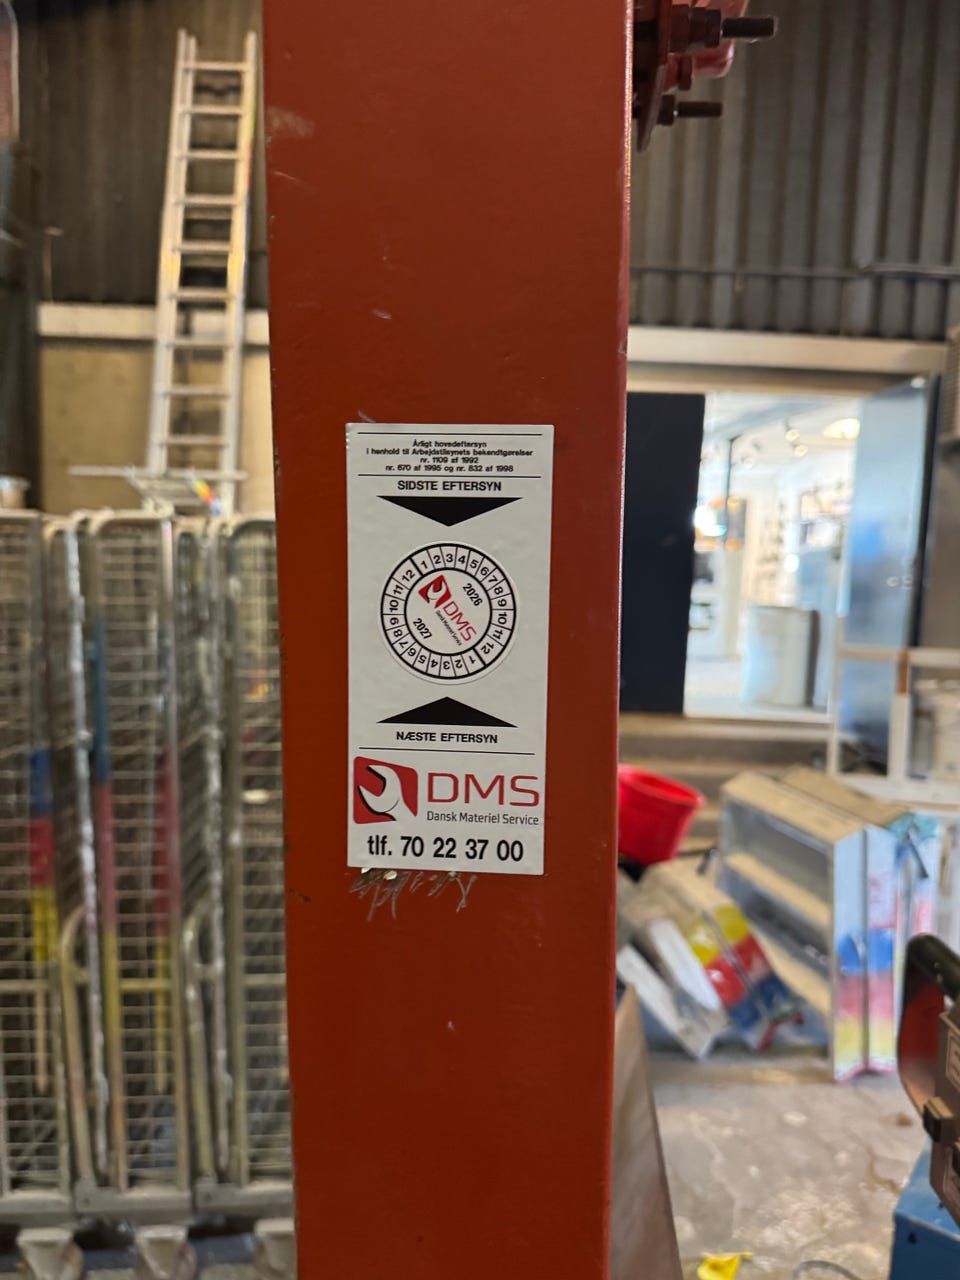 Årligt hovedeftersyn
i henhold til Arbejdstilsynets bekendtgørelser
nr. 1109 af 1992
nr. 670 af 1995 og nr. 832 af 1998
SIDSTE EFTERSYN
1 2 3 4 5 6 7 8 9 10 11 12
2026
DMS
Dansk Materiel Service
2027
1 2 3 4 5 6 7 8 9 10 11 12
NÆSTE EFTERSYN
DMS
Dansk Materiel Service
tlf. 70 22 37 00